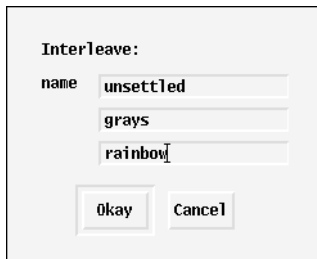 Interleave:
name unsettled
grays
rainbow
Okay Cancel